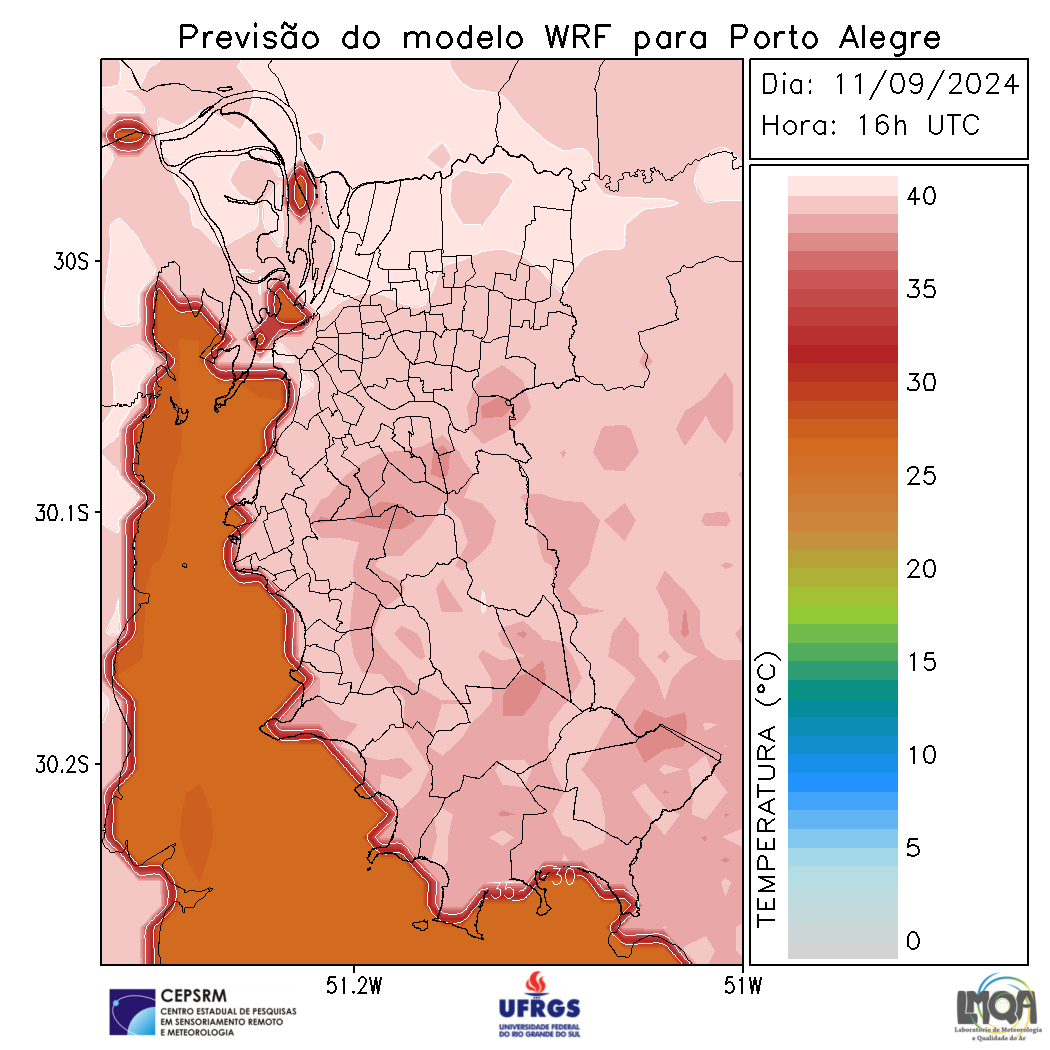 Previsão do modelo WRF para Porto Alegre
Dia: 11/09/2024
Hora: 16h UTC
40
35
30
25
20
15
10
5
0
TEMPERATURA (°C)
30S
30.1S
30.2S
35
30
51.2W
51W
CEPSRM
CENTRO ESTADUAL DE PESQUISAS
EM SENSORIAMENTO REMOTO
E METEOROLOGIA
UFRGS
UNIVERSIDADE FEDERAL
DO RIO GRANDE DO SUL
LMQA
Laboratório de Meteorologia
e Qualidade do Ar